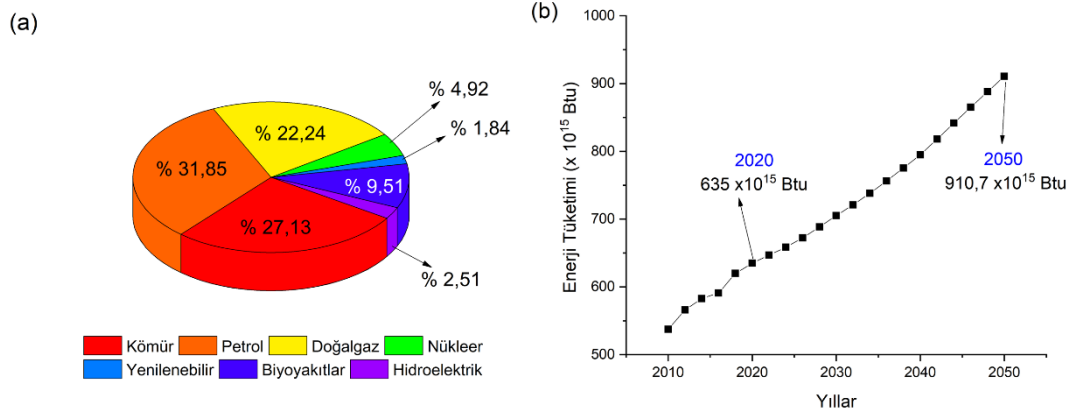 (a)
% 4,92
% 1,84
% 22,24
% 31,85
% 9,51
% 27,13
% 2,51
Kömür Petrol Doğalgaz Nükleer
Yenilenebilir Biyoyakıtlar Hidroelektrik
(b)
Enerji Tüketimi (x 10¹⁵ Btu)
1000
900
800
700
600
500
2020
635 x10¹⁵ Btu
2050
910,7 x10¹⁵ Btu
2010 2020 2030 2040 2050
Yıllar